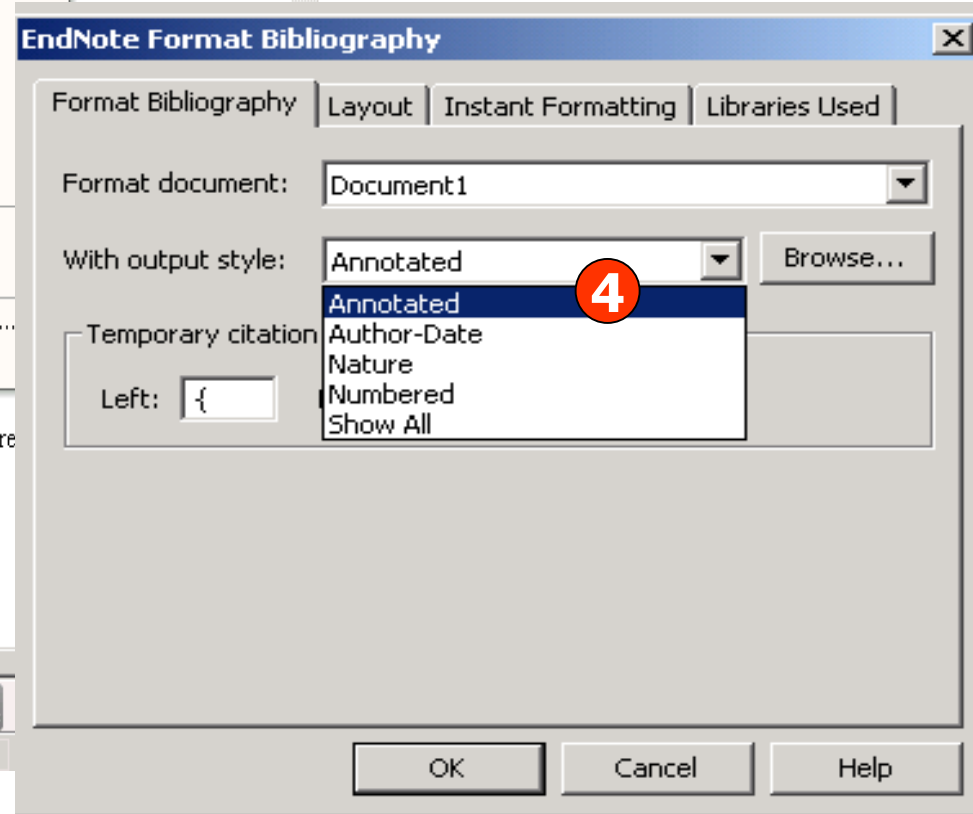 EndNote Format Bibliography
Format Bibliography Layout Instant Formatting Libraries Used
Format document: Document1
With output style: Annotated Browse...
4
Annotated
Temporary citation Author-Date
Nature
Left: { Numbered
Show All
OK Cancel Help